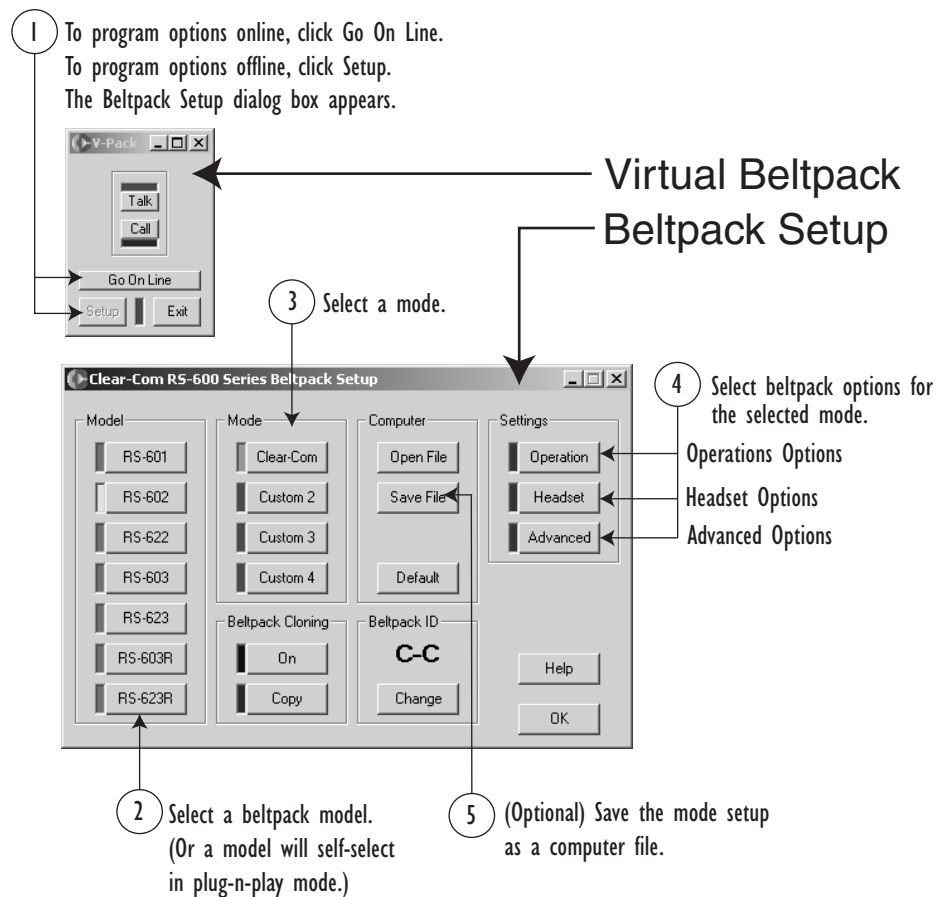 1 To program options online, click Go On Line.
To program options offline, click Setup.
The Beltpack Setup dialog box appears.
V-Pack
Talk
Call
Go On Line
Setup
Exit
Virtual Beltpack
Beltpack Setup
3 Select a mode.
Clear-Com RS-600 Series Beltpack Setup
Model
RS-601
RS-602
RS-622
RS-603
RS-623
RS-603R
RS-623R
Mode
Clear-Com
Custom 2
Custom 3
Custom 4
Beltpack Cloning
On
Copy
Computer
Open File
Save File
Default
Beltpack ID
C-C
Change
Settings
Operation
Headset
Advanced
Help
OK
4 Select beltpack options for
the selected mode.
Operations Options
Headset Options
Advanced Options
2 Select a beltpack model.
(Or a model will self-select
in plug-n-play mode.)
5 (Optional) Save the mode setup
as a computer file.